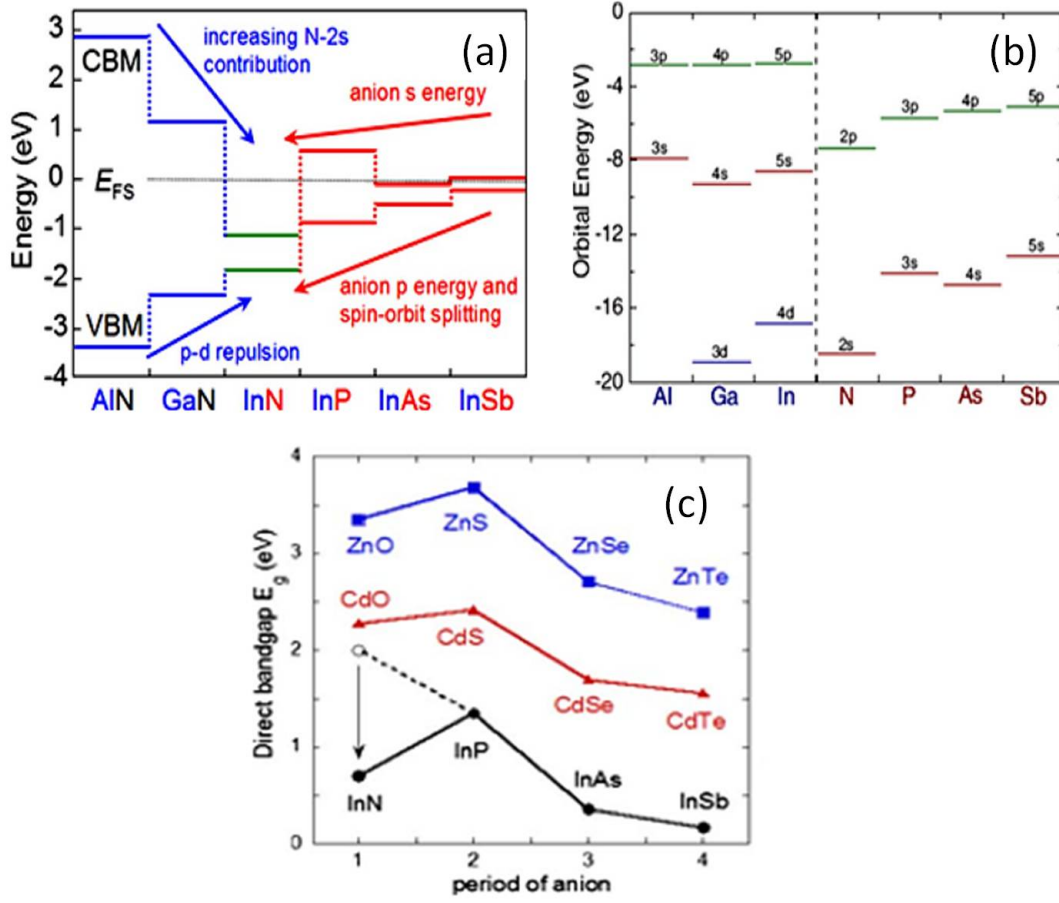 (a)
3
2
1
0
-1
-2
-3
-4
Energy (eV)
CBM
VBM
E_FS
increasing N-2s
contribution
anion s energy
anion p energy and
spin-orbit splitting
p-d repulsion
AlN GaN InN InP InAs InSb
(b)
0
-4
-8
-12
-16
-20
Orbital Energy (eV)
3p 4p 5p
3s 4s 5s
3d 4d
2p 3p 4p 5p
2s 3s 4s 5s
Al Ga In N P As Sb
(c)
4
3
2
1
0
Direct bandgap E_g (eV)
ZnO ZnS ZnSe ZnTe
CdO CdS CdSe CdTe
InN InP InAs InSb
1 2 3 4
period of anion